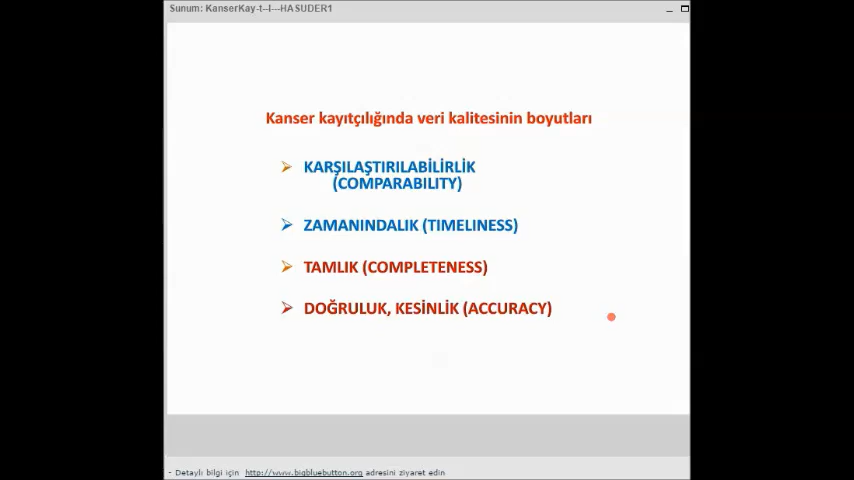 Sunum: KanserKay-t--l---HASUDER1
Kanser kayıtçılığında veri kalitesinin boyutları
KARŞILAŞTIRILABİLİRLİK
(COMPARABILITY)
ZAMANINDALIK (TIMELINESS)
TAMLIK (COMPLETENESS)
DOĞRULUK, KESİNLİK (ACCURACY)
- Detaylı bilgi için http://www.bigbluebutton.org adresini ziyaret edin